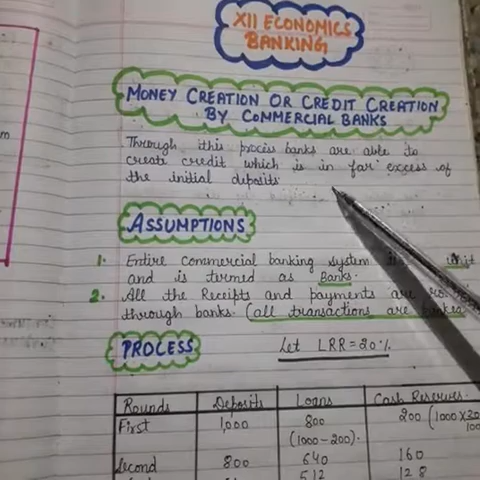 XII ECONOMICS
BANKING
MONEY CREATION OR CREDIT CREATION
BY COMMERCIAL BANKS
Through this process banks are able to
create credit which is in far excess of
the initial deposits
ASSUMPTIONS
1. Entire commercial banking system is unit
and is termed as Banks.
2. All the Receipts and payments are
through banks. (all transactions are
PROCESS
Let LRR = 20%
Rounds Deposits Loans Cash Reserves
First 1,000 800 200 (1000 × 20
100
(1000-200).
Second 800 640 160
512 128